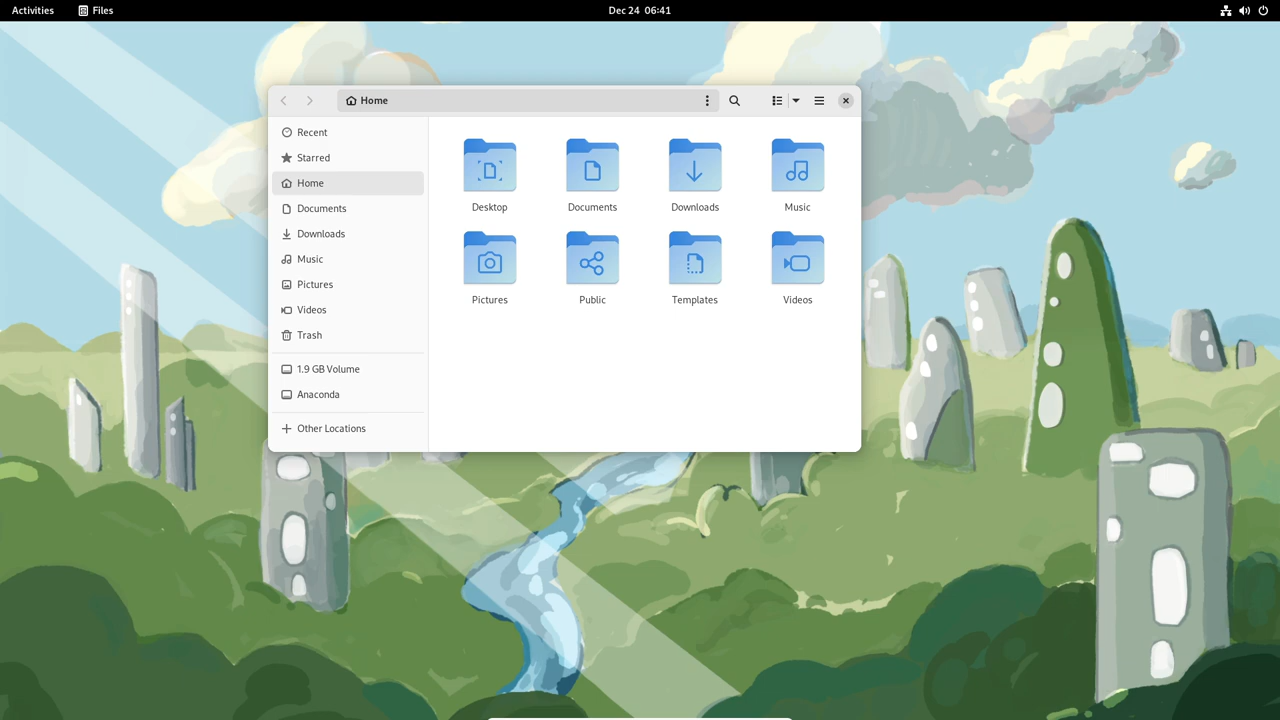 Activities Files Dec 24 06:41
Home
Recent
Starred
Home
Documents
Downloads
Music
Pictures
Videos
Trash
1.9 GB Volume
Anaconda
Other Locations
Desktop Documents Downloads Music
Pictures Public Templates Videos